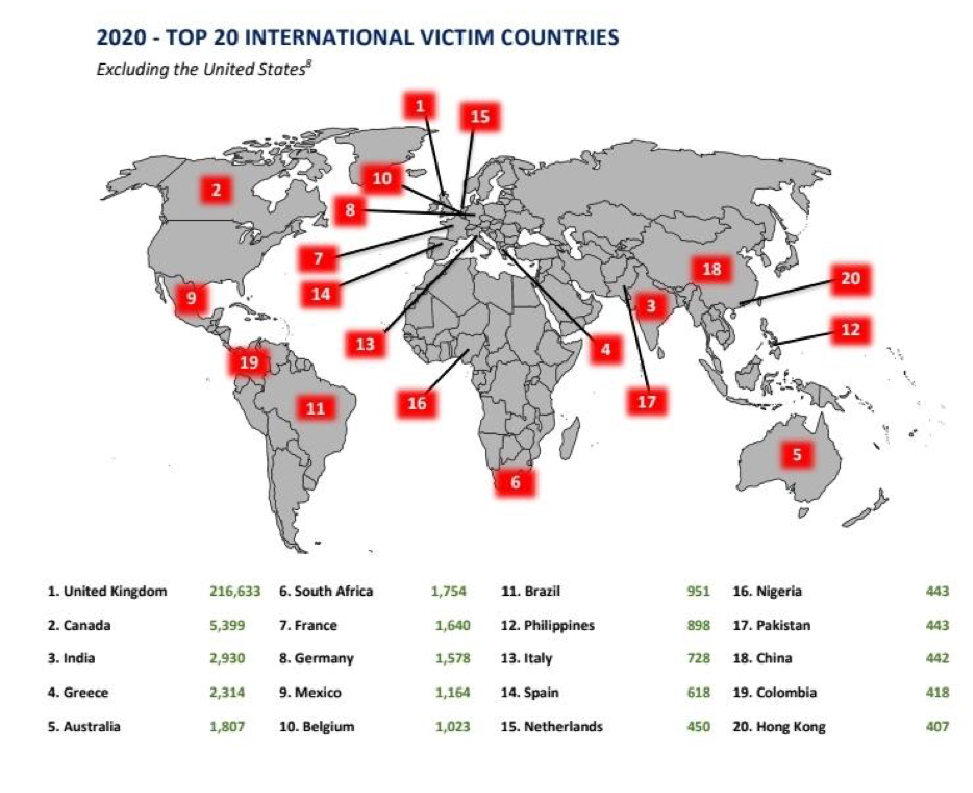 2020 - TOP 20 INTERNATIONAL VICTIM COUNTRIES
Excluding the United States⁸
1
15
10
2
8
7
18
20
14
9
3
13
4
12
19
16
17
11
5
6
1. United Kingdom 216,633 6. South Africa 1,754 11. Brazil 951 16. Nigeria 443
2. Canada 5,399 7. France 1,640 12. Philippines 898 17. Pakistan 443
3. India 2,930 8. Germany 1,578 13. Italy 728 18. China 442
4. Greece 2,314 9. Mexico 1,164 14. Spain 618 19. Colombia 418
5. Australia 1,807 10. Belgium 1,023 15. Netherlands 450 20. Hong Kong 407